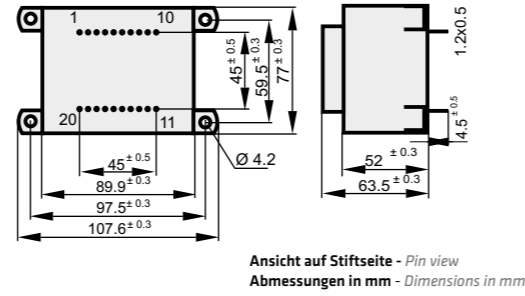 1 10
20 11
45± 0.5
59.5± 0.3
77± 0.3
Ø 4.2
45± 0.5
89.9± 0.3
97.5± 0.3
107.6± 0.3
1.2x0.5
4.5± 0.5
52 ± 0.3
63.5± 0.3
Ansicht auf Stiftseite - Pin view
Abmessungen in mm - Dimensions in mm